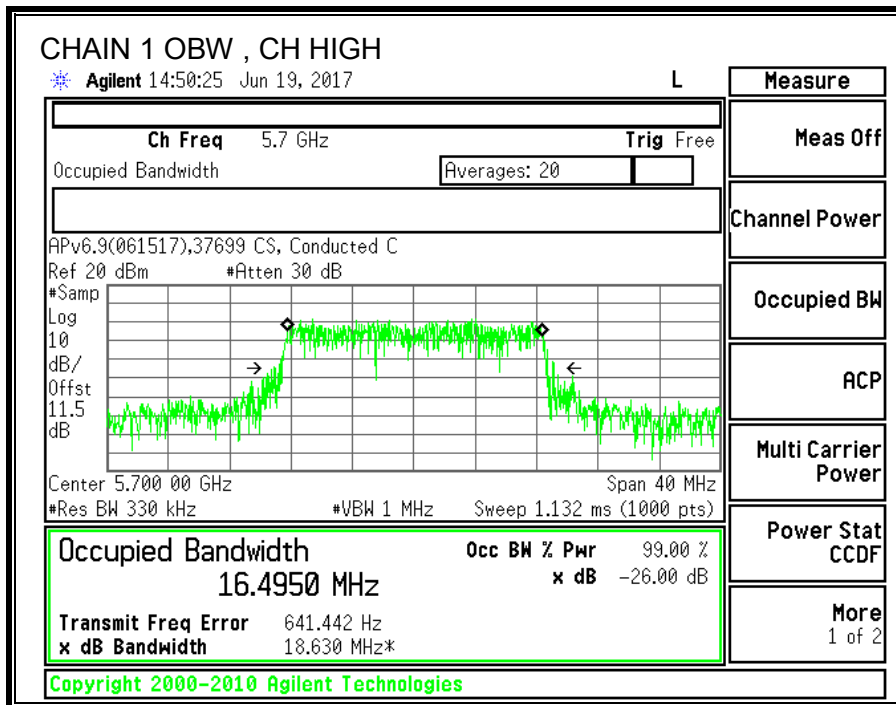 CHAIN 1 OBW , CH HIGH
Agilent 14:50:25 Jun 19, 2017 L
Measure
Meas Off
Channel Power
Occupied BW
ACP
Multi Carrier
Power
Power Stat
CCDF
More
1 of 2
Ch Freq 5.7 GHz Trig Free
Occupied Bandwidth Averages: 20
APv6.9(061517),37699 CS, Conducted C
Ref 20 dBm #Atten 30 dB
#Samp
Log
10
dB/
Offst
11.5
dB
Center 5.700 00 GHz Span 40 MHz
#Res BW 330 kHz #VBW 1 MHz Sweep 1.132 ms (1000 pts)
Occupied Bandwidth Occ BW % Pwr 99.00 %
16.4950 MHz x dB -26.00 dB
Transmit Freq Error 641.442 Hz
x dB Bandwidth 18.630 MHz*
Copyright 2000-2010 Agilent Technologies